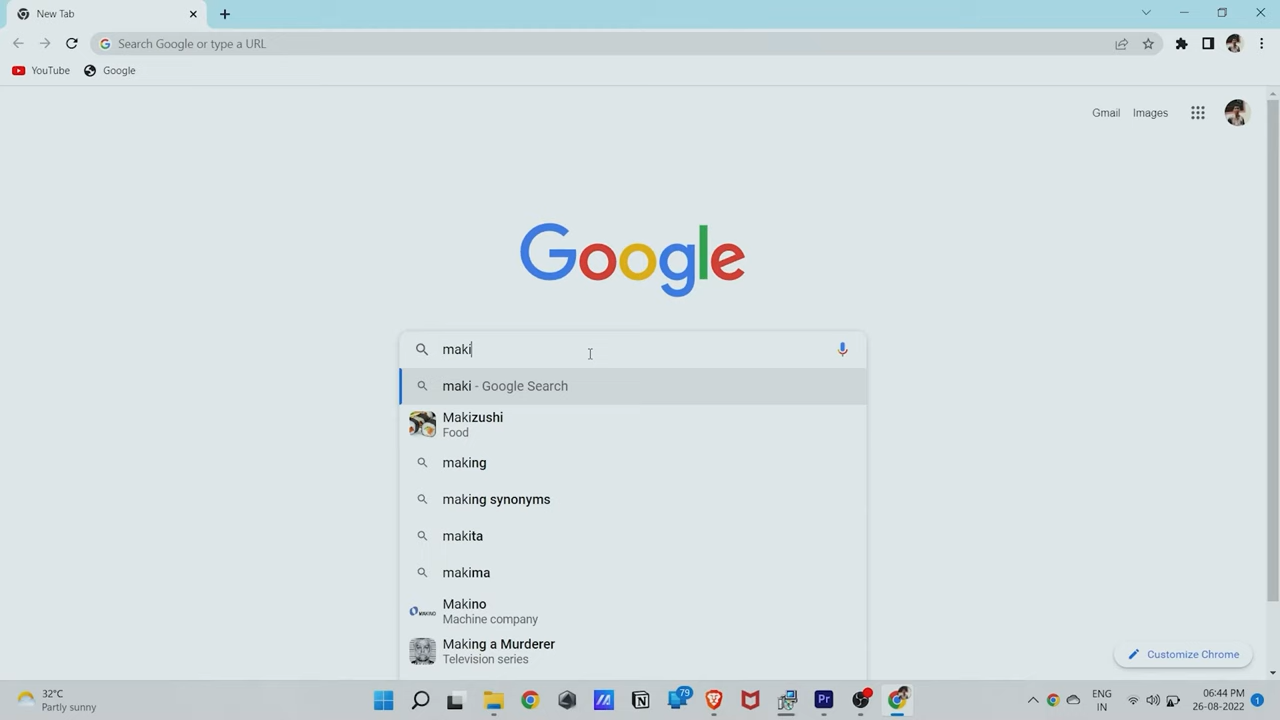 New Tab
Search Google or type a URL
YouTube Google
Gmail Images
Google
maki
maki - Google Search
Makizushi
Food
making
making synonyms
makita
makima
MAKINO
Makino
Machine company
Making a Murderer
Television series
Customize Chrome
32°C
Partly sunny
79
Pr
ENG
IN
06:44 PM
26-08-2022
1